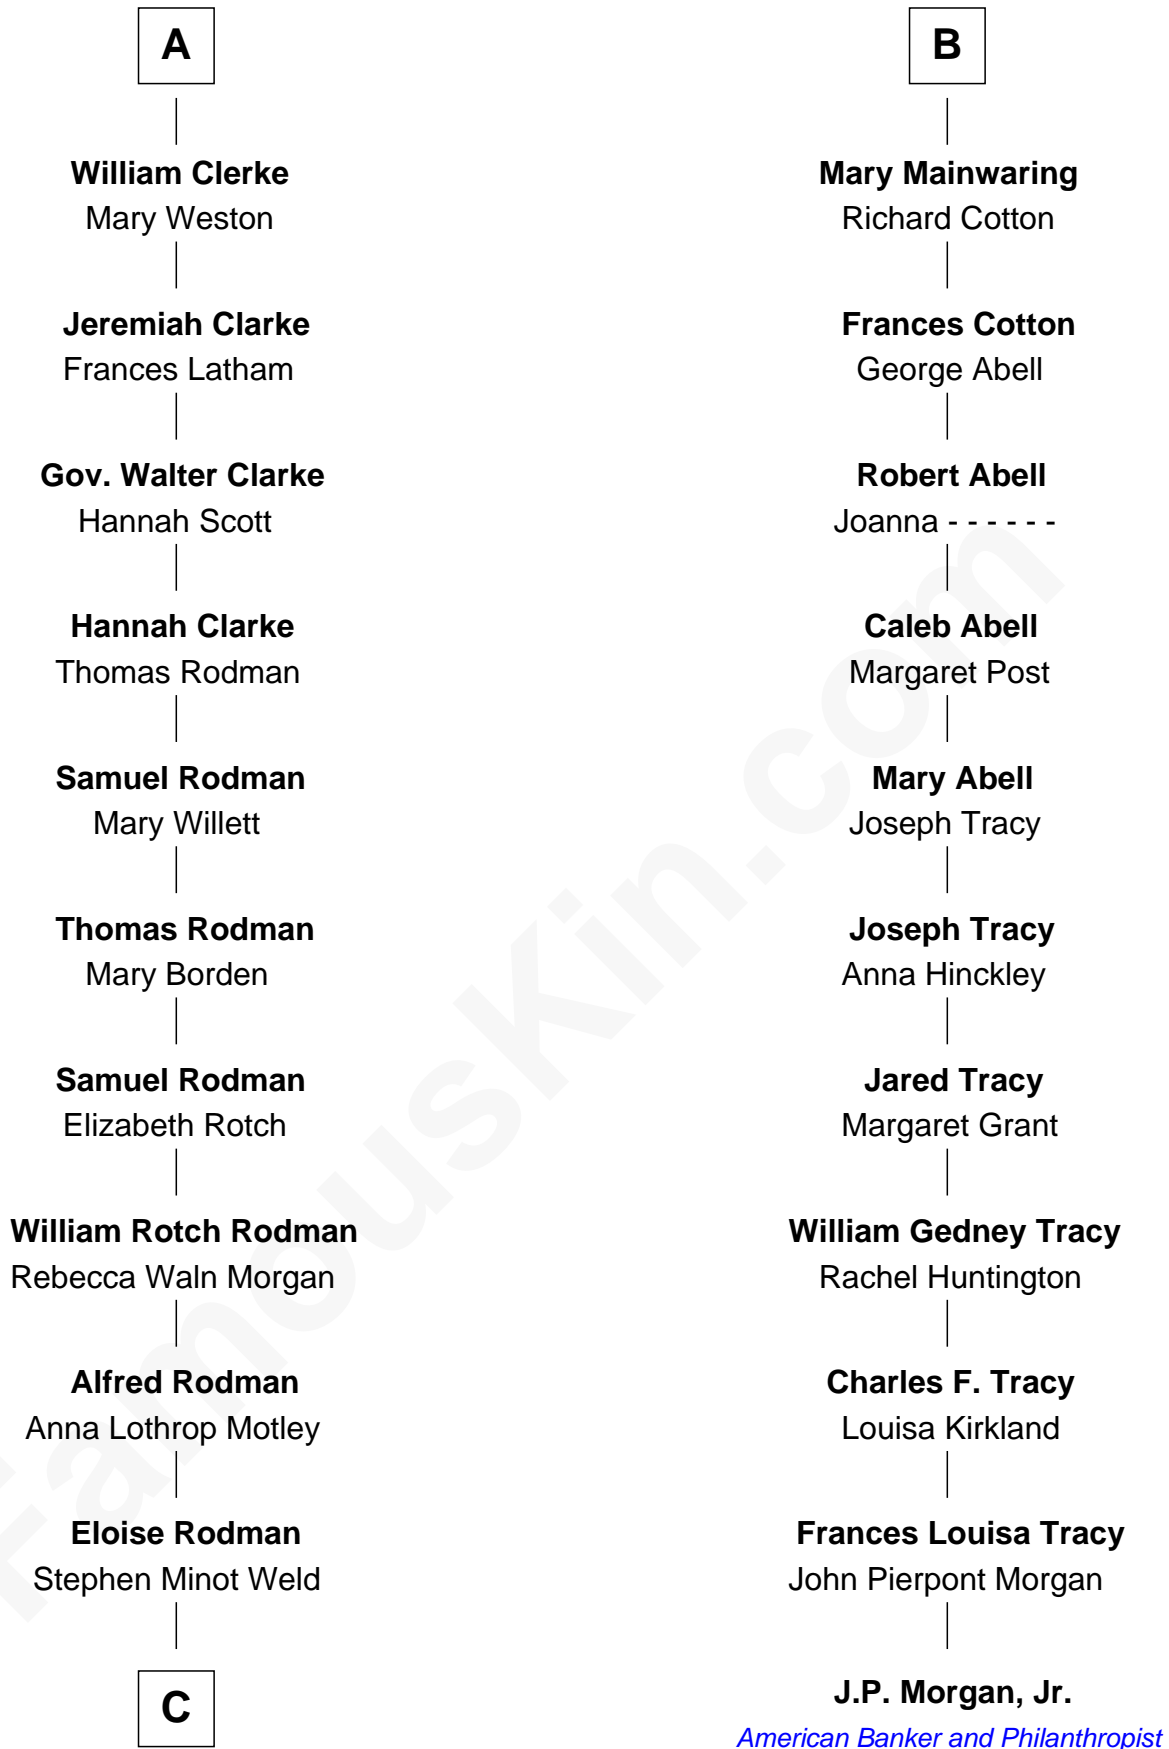 A
William Clerke
Mary Weston
Jeremiah Clarke
Frances Latham
Gov. Walter Clarke
Hannah Scott
Hannah Clarke
Thomas Rodman
Samuel Rodman
Mary Willett
Thomas Rodman
Mary Borden
Samuel Rodman
Elizabeth Rotch
William Rotch Rodman
Rebecca Waln Morgan
Alfred Rodman
Anna Lothrop Motley
Eloise Rodman
Stephen Minot Weld
C
B
Mary Mainwaring
Richard Cotton
Frances Cotton
George Abell
Robert Abell
Joanna - - - - - -
Caleb Abell
Margaret Post
Mary Abell
Joseph Tracy
Joseph Tracy
Anna Hinckley
Jared Tracy
Margaret Grant
William Gedney Tracy
Rachel Huntington
Charles F. Tracy
Louisa Kirkland
Frances Louisa Tracy
John Pierpont Morgan
J.P. Morgan, Jr.
American Banker and Philanthropist
FamousKin.com